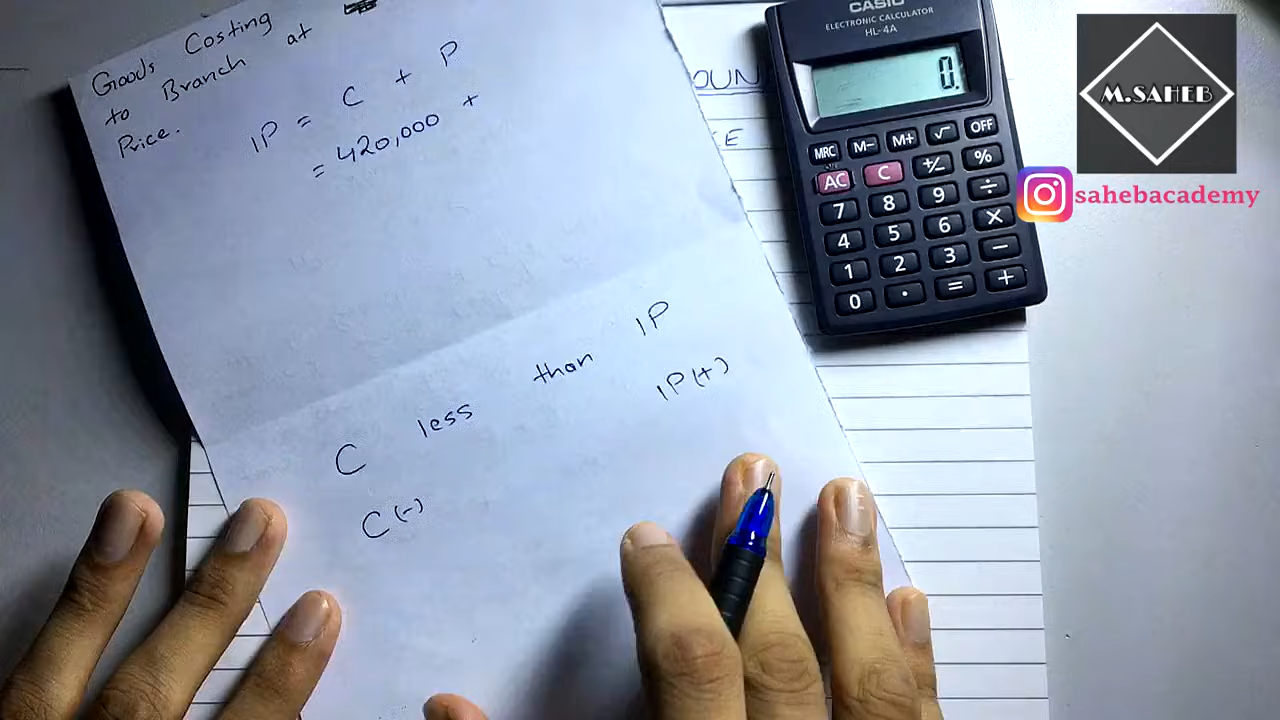 Goods Costing
to Branch at
Price.
IP = C + P
= 420,000 +
C less than IP
C (-) IP (+)
OUN
E
CASIO
ELECTRONIC CALCULATOR
HL-4A
0.
MRC M− M+ √ OFF
AC C +/− %
7 8 9 ÷
4 5 6 ×
1 2 3 −
0 · = +
M.SAHEB
sahebacademy